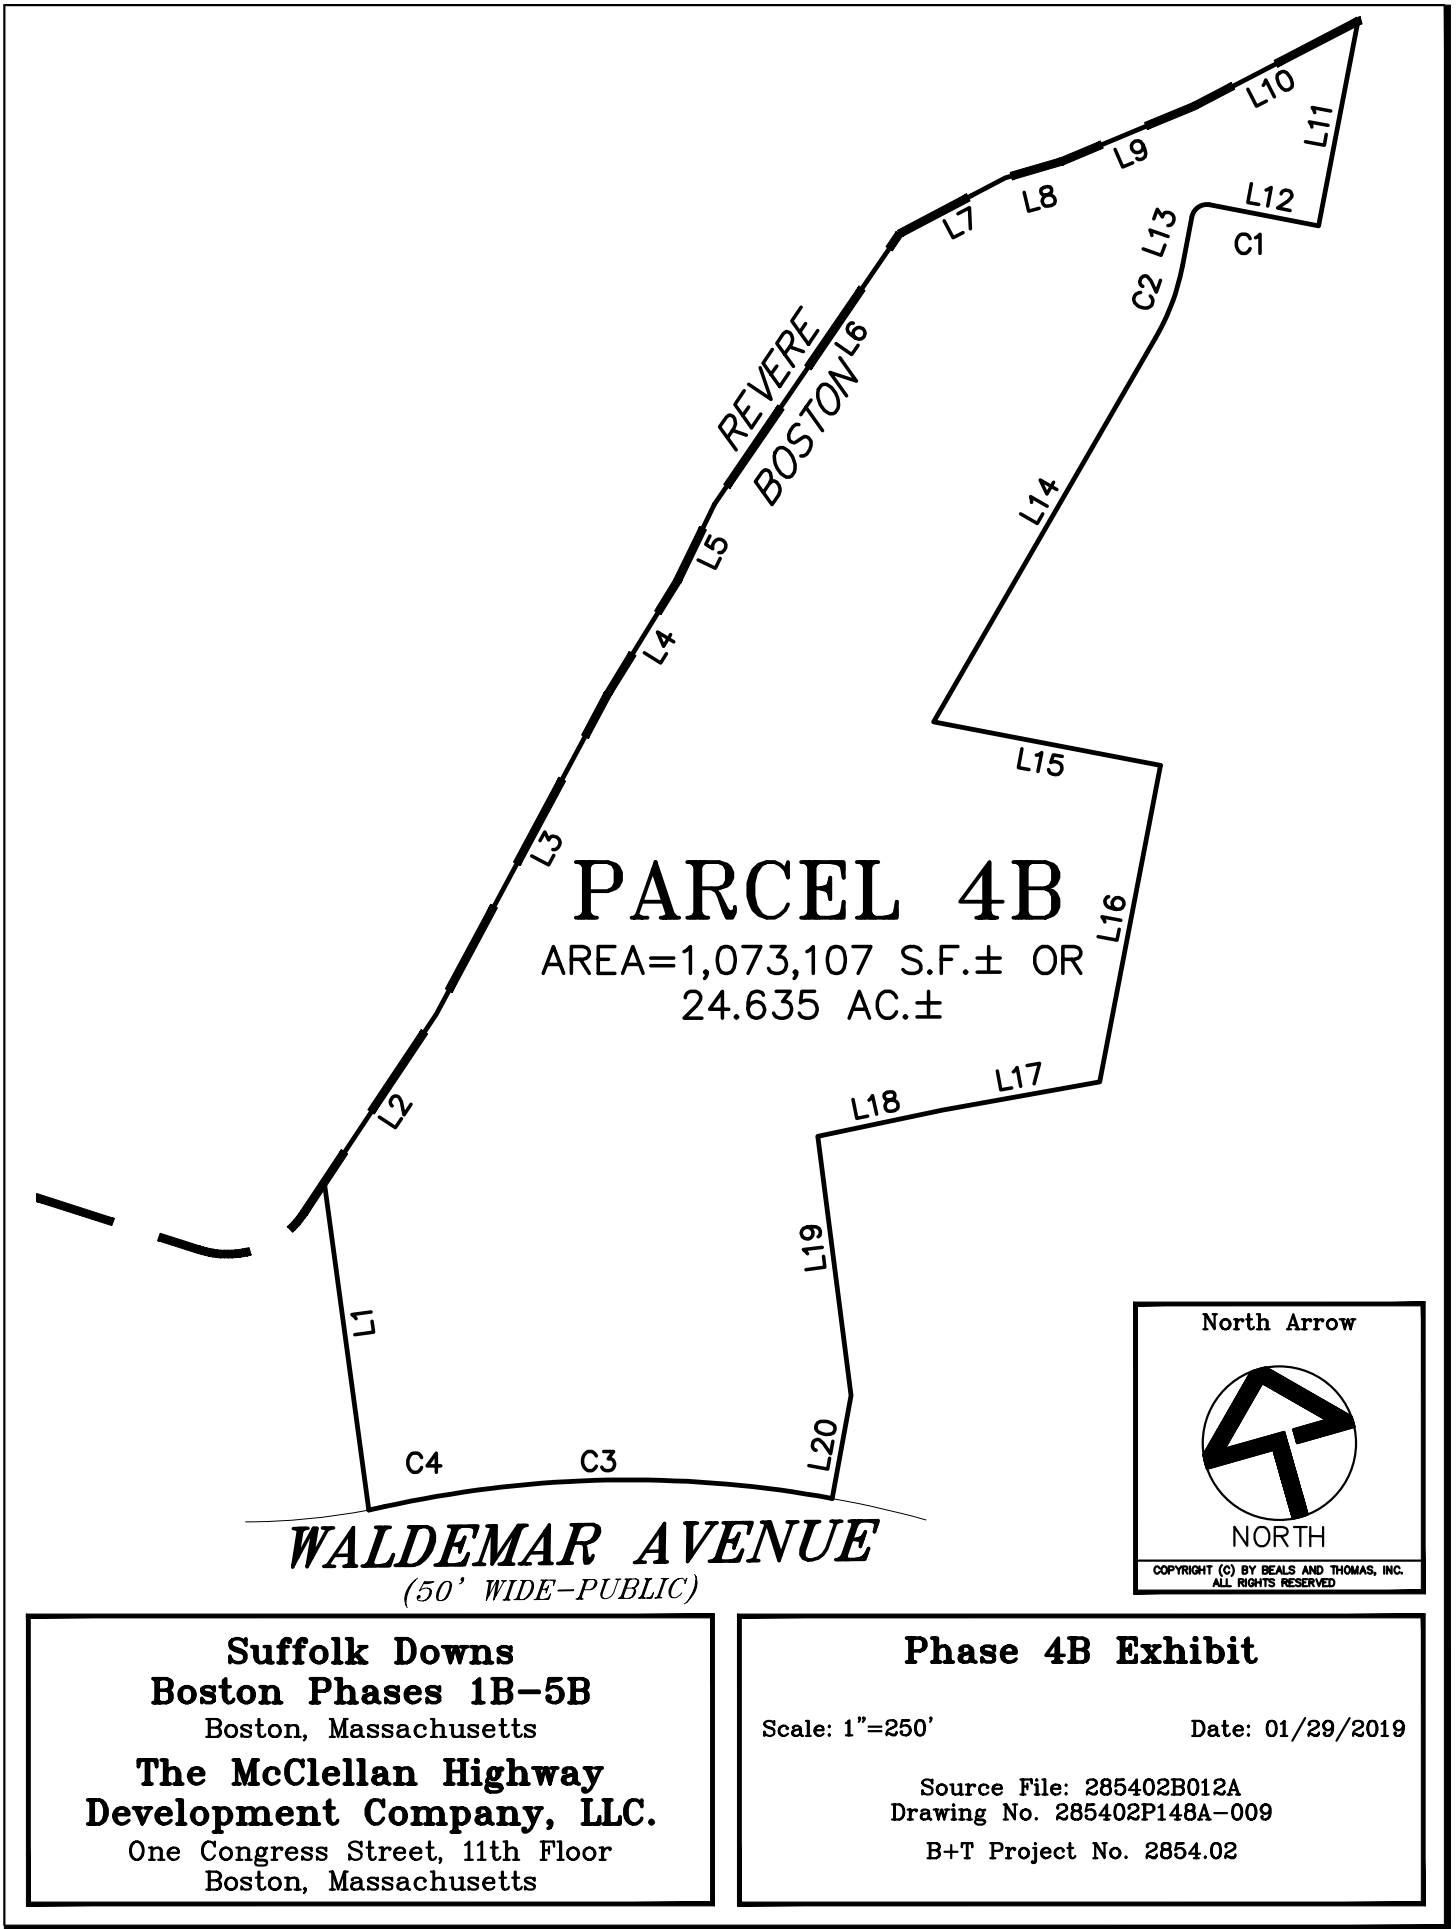 L10
L11
L9
L12
L8
L7
L13
C1
C2
REVERE
BOSTON
L6
L14
L5
L4
L15
L3
PARCEL 4B
AREA=1,073,107 S.F.± OR
24.635 AC.±
L16
L17
L18
L2
L19
L1
L20
C4
C3
WALDEMAR AVENUE
(50' WIDE-PUBLIC)
North Arrow
NORTH
COPYRIGHT (C) BY BEALS AND THOMAS, INC.
ALL RIGHTS RESERVED
Suffolk Downs
Boston Phases 1B-5B
Boston, Massachusetts
The McClellan Highway
Development Company, LLC.
One Congress Street, 11th Floor
Boston, Massachusetts
Phase 4B Exhibit
Scale: 1"=250'
Date: 01/29/2019
Source File: 285402B012A
Drawing No. 285402P148A-009
B+T Project No. 2854.02